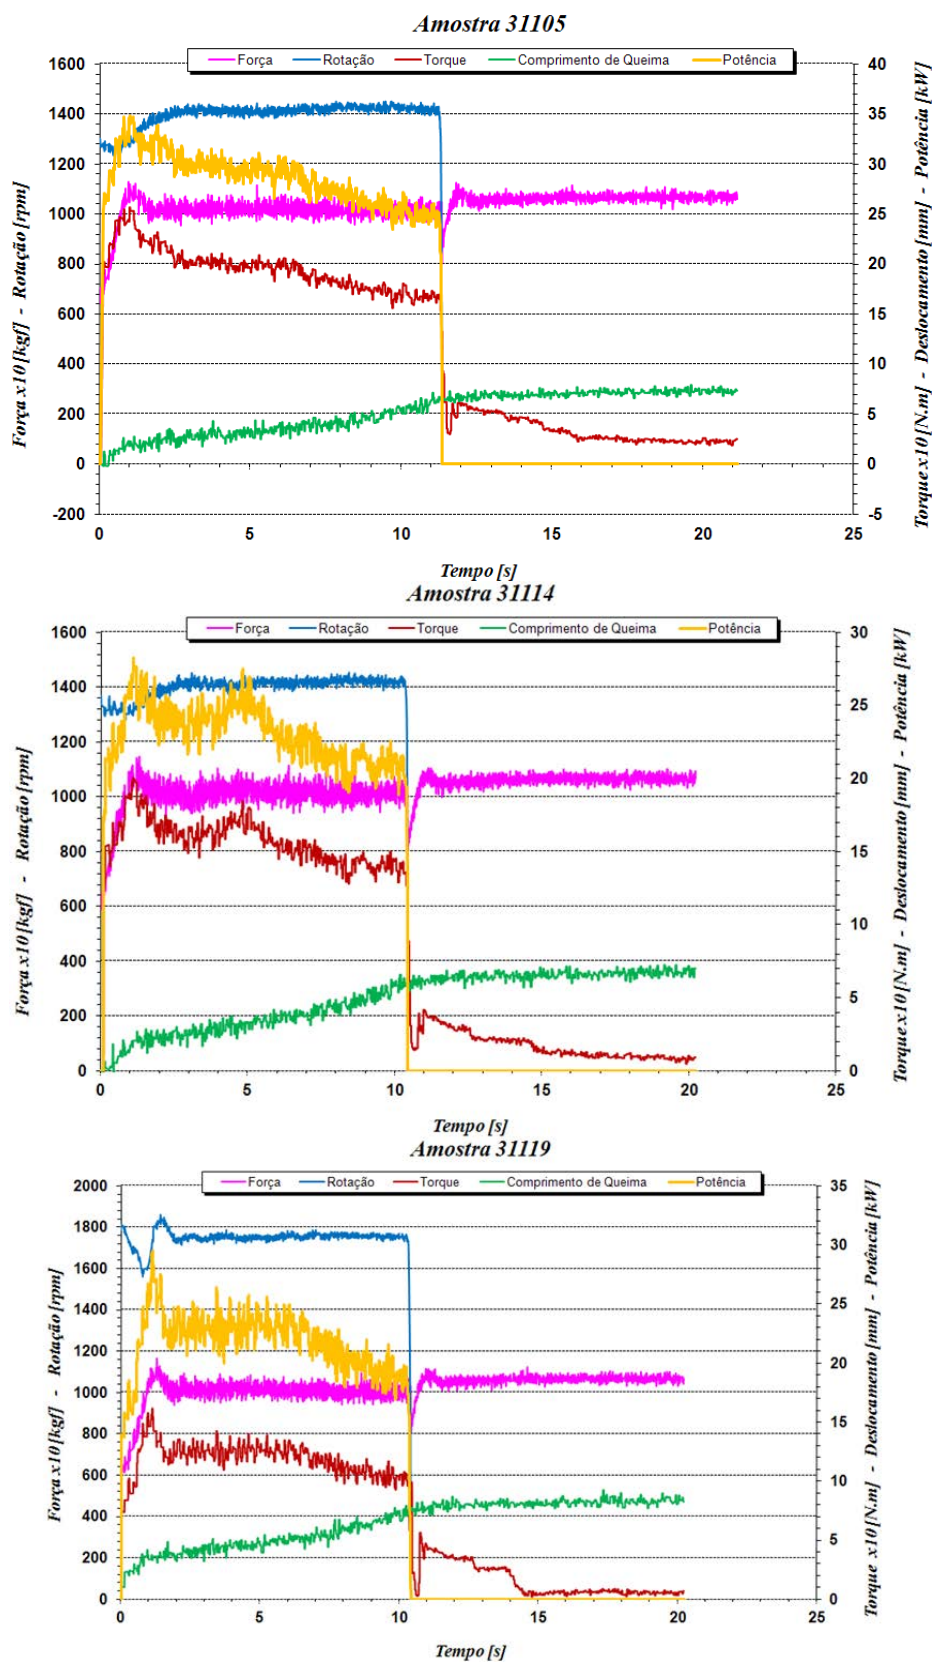 Amostra 31105
Força Rotação Torque Comprimento de Queima Potência
1600 40
1400 35
1200 30
1000 25
800 20
600 15
400 10
200 5
0 0
-200 -5
0 5 10 15 20 25
Força x10 [kgf] - Rotação [rpm]
Torque x10 [N.m] - Deslocamento [mm] - Potência [kW]
Tempo [s]
Amostra 31114
Força Rotação Torque Comprimento de Queima Potência
1600 30
1400 25
1200 20
1000 15
800 10
600 5
400 0
200
0
0 5 10 15 20 25
Força x10 [kgf] - Rotação [rpm]
Torque x10 [N.m] - Deslocamento [mm] - Potência [kW]
Tempo [s]
Amostra 31119
Força Rotação Torque Comprimento de Queima Potência
2000 35
1800 30
1600 25
1400 20
1200 15
1000 10
800 5
600 0
400
200
0
0 5 10 15 20 25
Força x10 [kgf] - Rotação [rpm]
Torque x10 [N.m] - Deslocamento [mm] - Potência [kW]
Tempo [s]